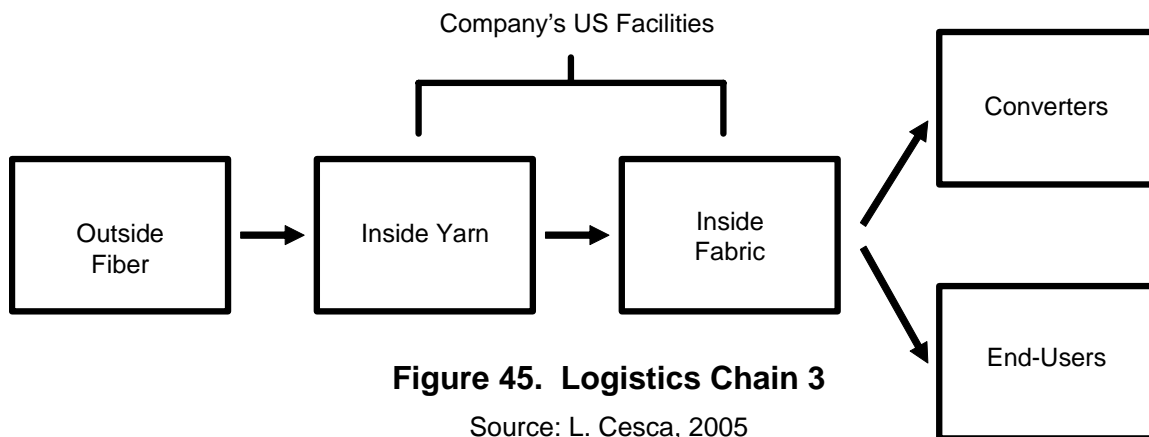 Company’s US Facilities
Outside
Fiber
Inside Yarn
Inside
Fabric
Converters
End-Users
Figure 45. Logistics Chain 3
Source: L. Cesca, 2005